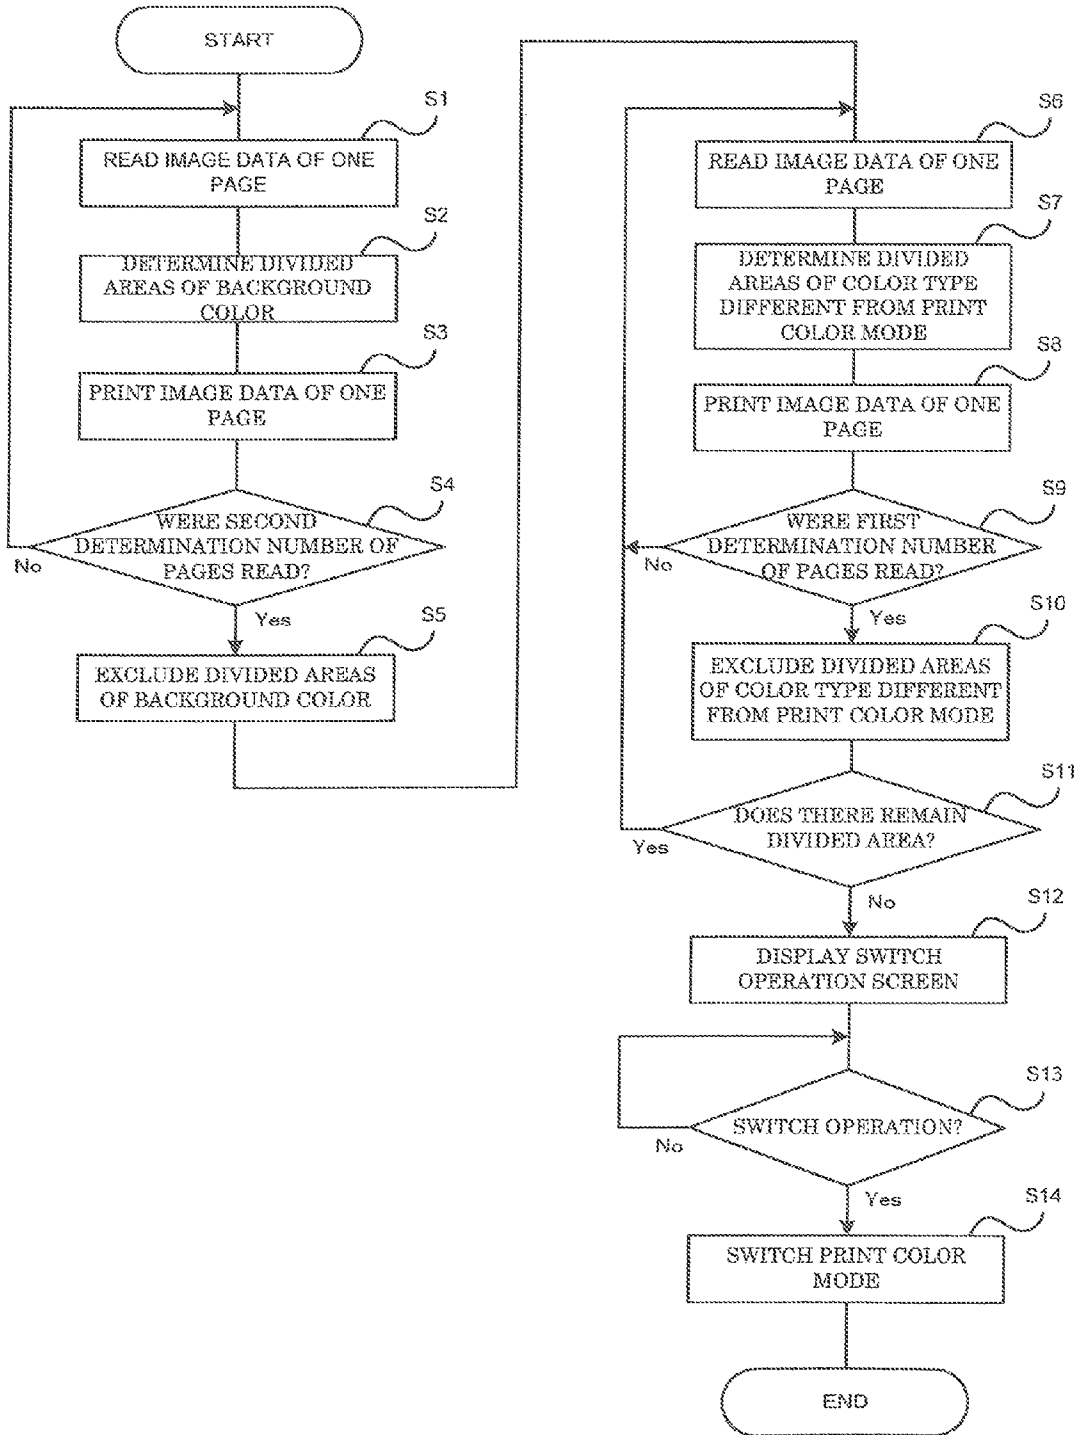 START
S1
READ IMAGE DATA OF ONE
PAGE
S2
DETERMINE DIVIDED
AREAS OF BACKGROUND
COLOR
S3
PRINT IMAGE DATA OF ONE
PAGE
S4
WERE SECOND
DETERMINATION NUMBER OF
PAGES READ?
No
Yes
S5
EXCLUDE DIVIDED AREAS
OF BACKGROUND COLOR
S6
READ IMAGE DATA OF ONE
PAGE
S7
DETERMINE DIVIDED
AREAS OF COLOR TYPE
DIFFERENT FROM PRINT
COLOR MODE
S8
PRINT IMAGE DATA OF ONE
PAGE
S9
WERE FIRST
DETERMINATION NUMBER
OF PAGES READ?
No
Yes
S10
EXCLUDE DIVIDED AREAS
OF COLOR TYPE DIFFERENT
FROM PRINT COLOR MODE
S11
DOES THERE REMAIN
DIVIDED AREA?
Yes
No
S12
DISPLAY SWITCH
OPERATION SCREEN
S13
SWITCH OPERATION?
No
Yes
S14
SWITCH PRINT COLOR
MODE
END